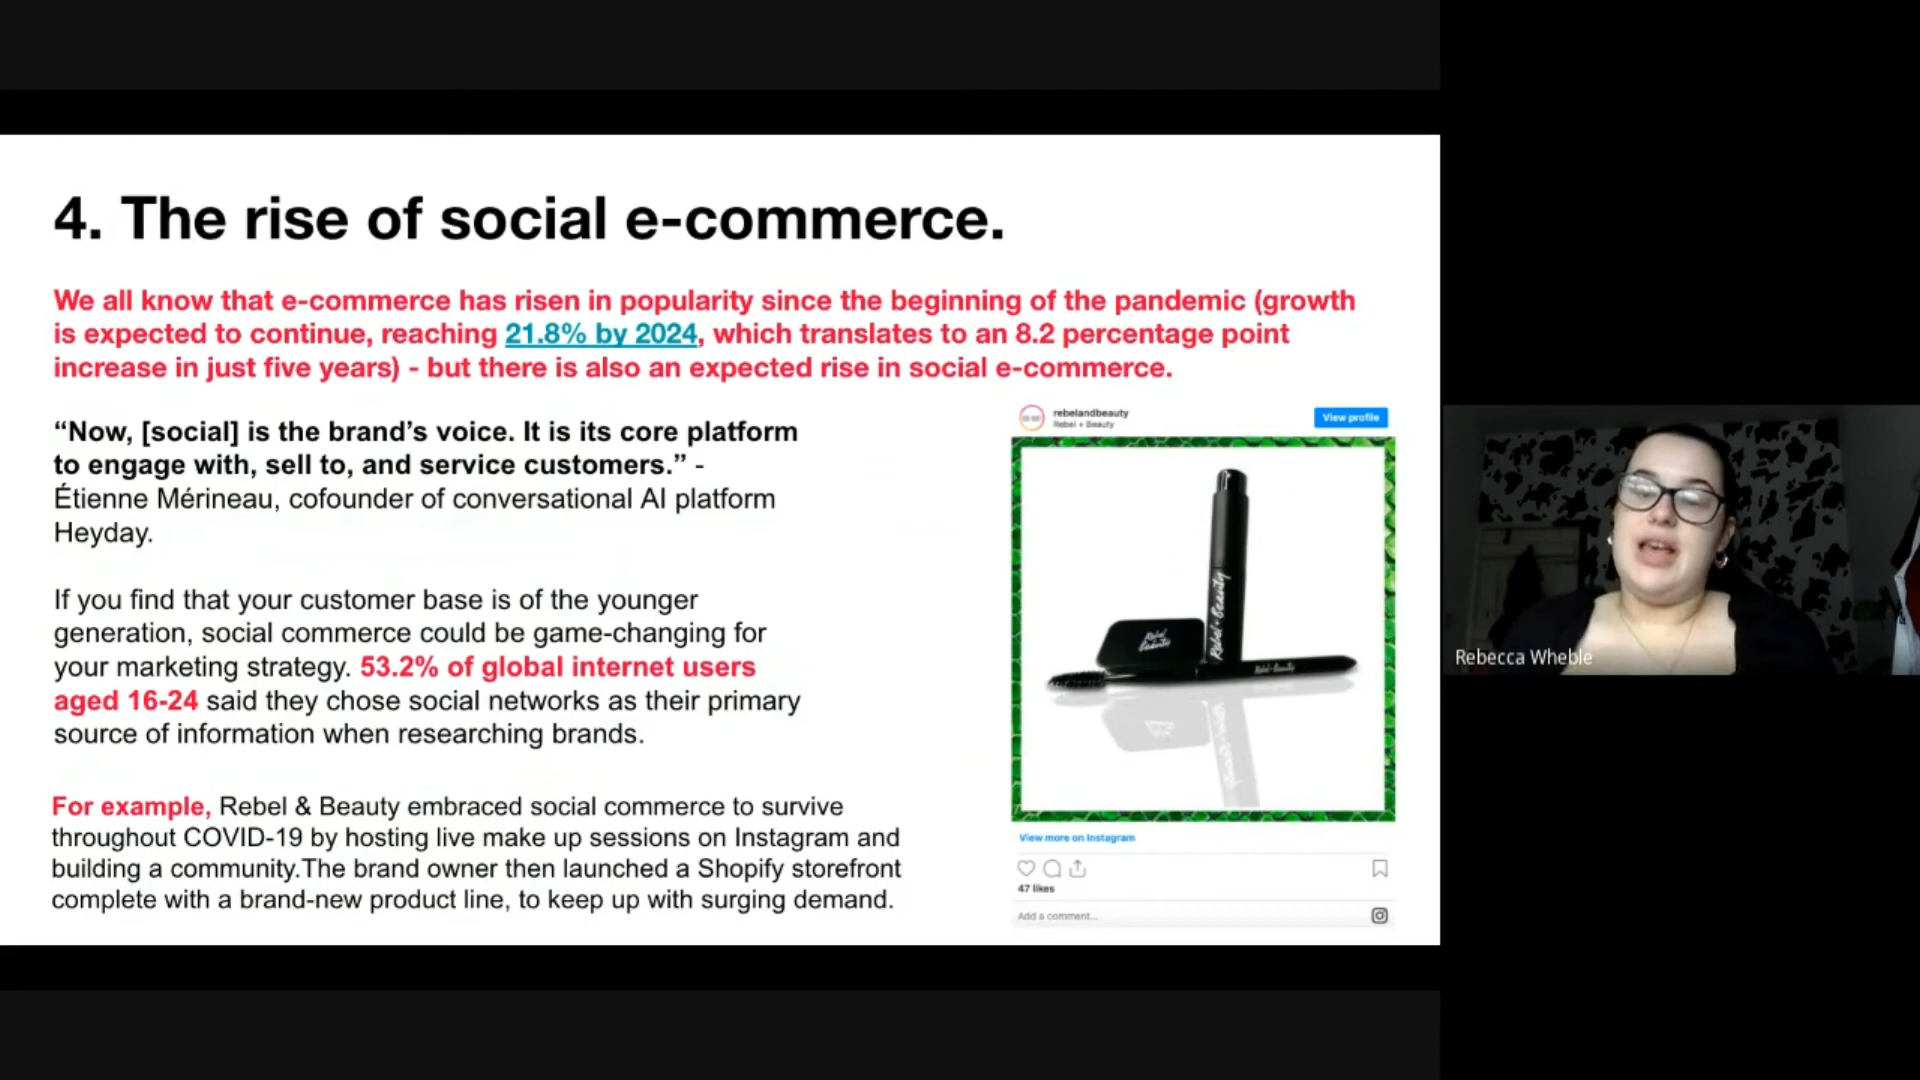 4. The rise of social e-commerce.
We all know that e-commerce has risen in popularity since the beginning of the pandemic (growth
is expected to continue, reaching 21.8% by 2024, which translates to an 8.2 percentage point
increase in just five years) - but there is also an expected rise in social e-commerce.
“Now, [social] is the brand’s voice. It is its core platform
to engage with, sell to, and service customers.” -
Étienne Mérineau, cofounder of conversational AI platform
Heyday.
If you find that your customer base is of the younger
generation, social commerce could be game-changing for
your marketing strategy. 53.2% of global internet users
aged 16-24 said they chose social networks as their primary
source of information when researching brands.
For example, Rebel & Beauty embraced social commerce to survive
throughout COVID-19 by hosting live make up sessions on Instagram and
building a community.The brand owner then launched a Shopify storefront
complete with a brand-new product line, to keep up with surging demand.
rebelandbeauty
Rebel + Beauty
View profile
Rebel + Beauty
Rebel
Beauty
Rebel + Beauty
View more on Instagram
47 likes
Add a comment...
Rebecca Wheble